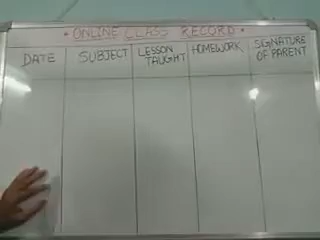 • ONLINE CLASS RECORD •
DATE
SUBJECT
LESSON
TAUGHT
HOMEWORK
SIGNATURE
OF PARENT